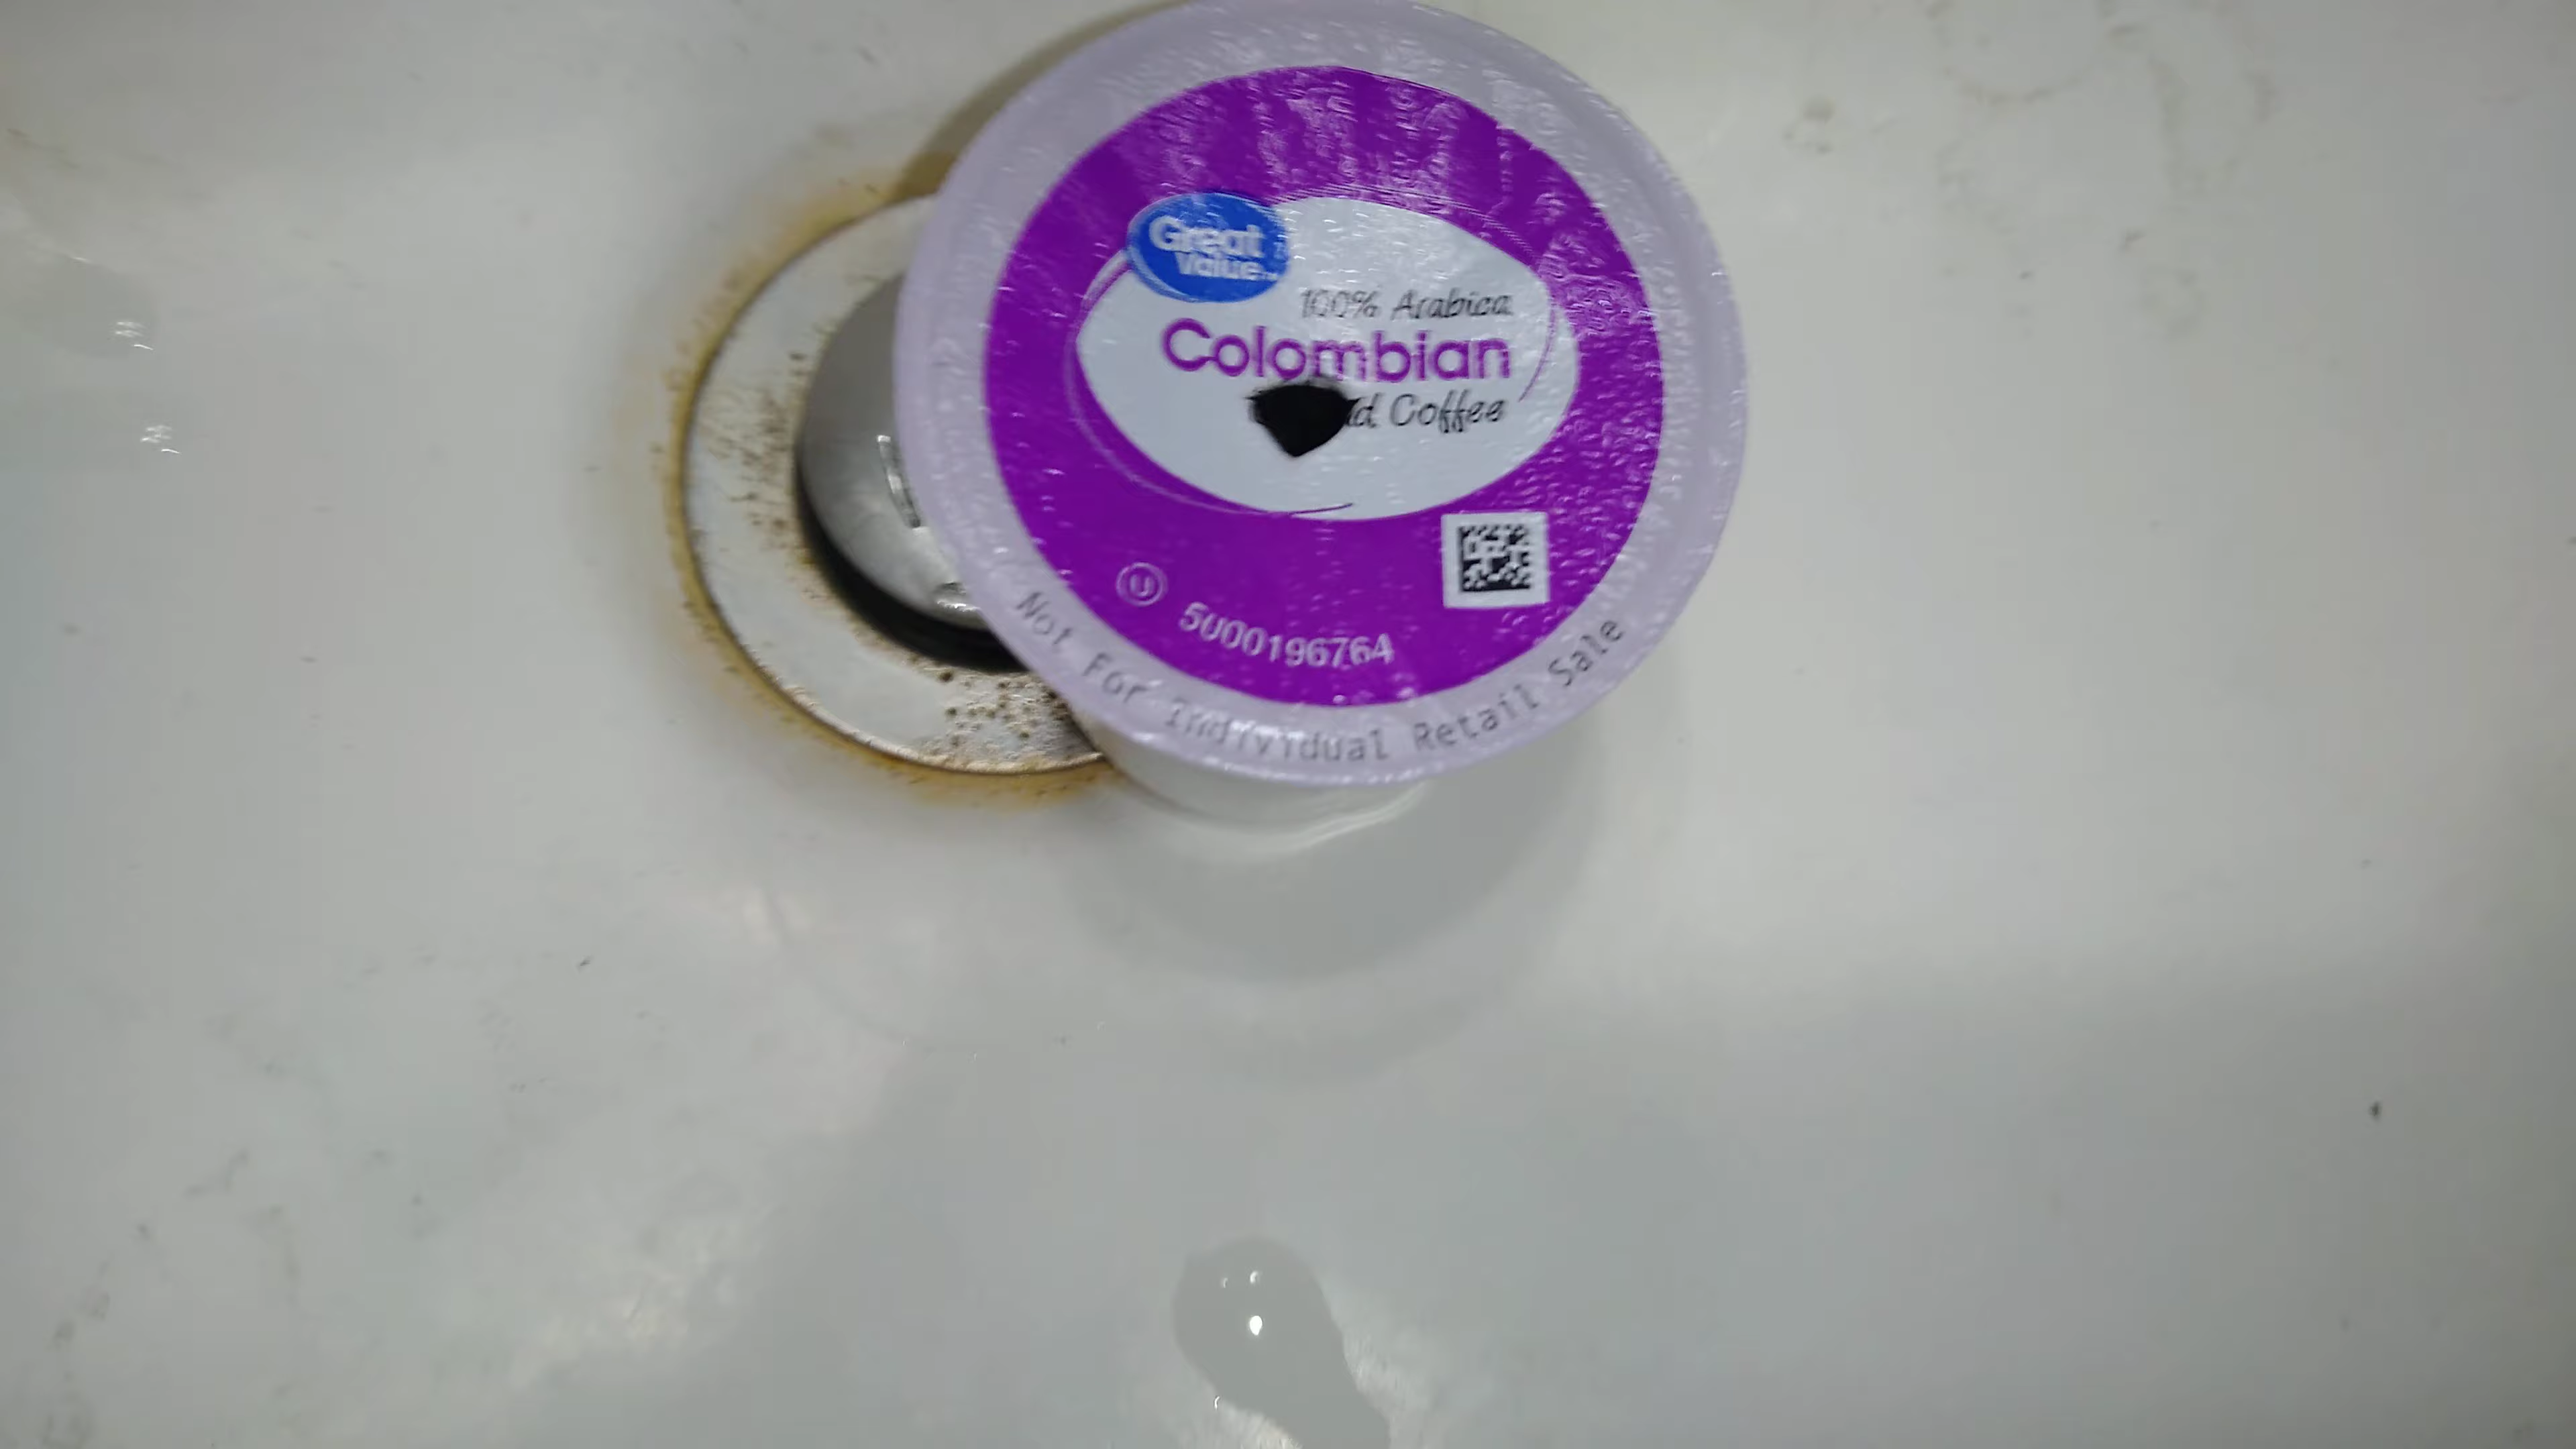 Great
Value
100% Arabica
Colombian
Coffee
U
5000196764
Not For Individual Retail Sale